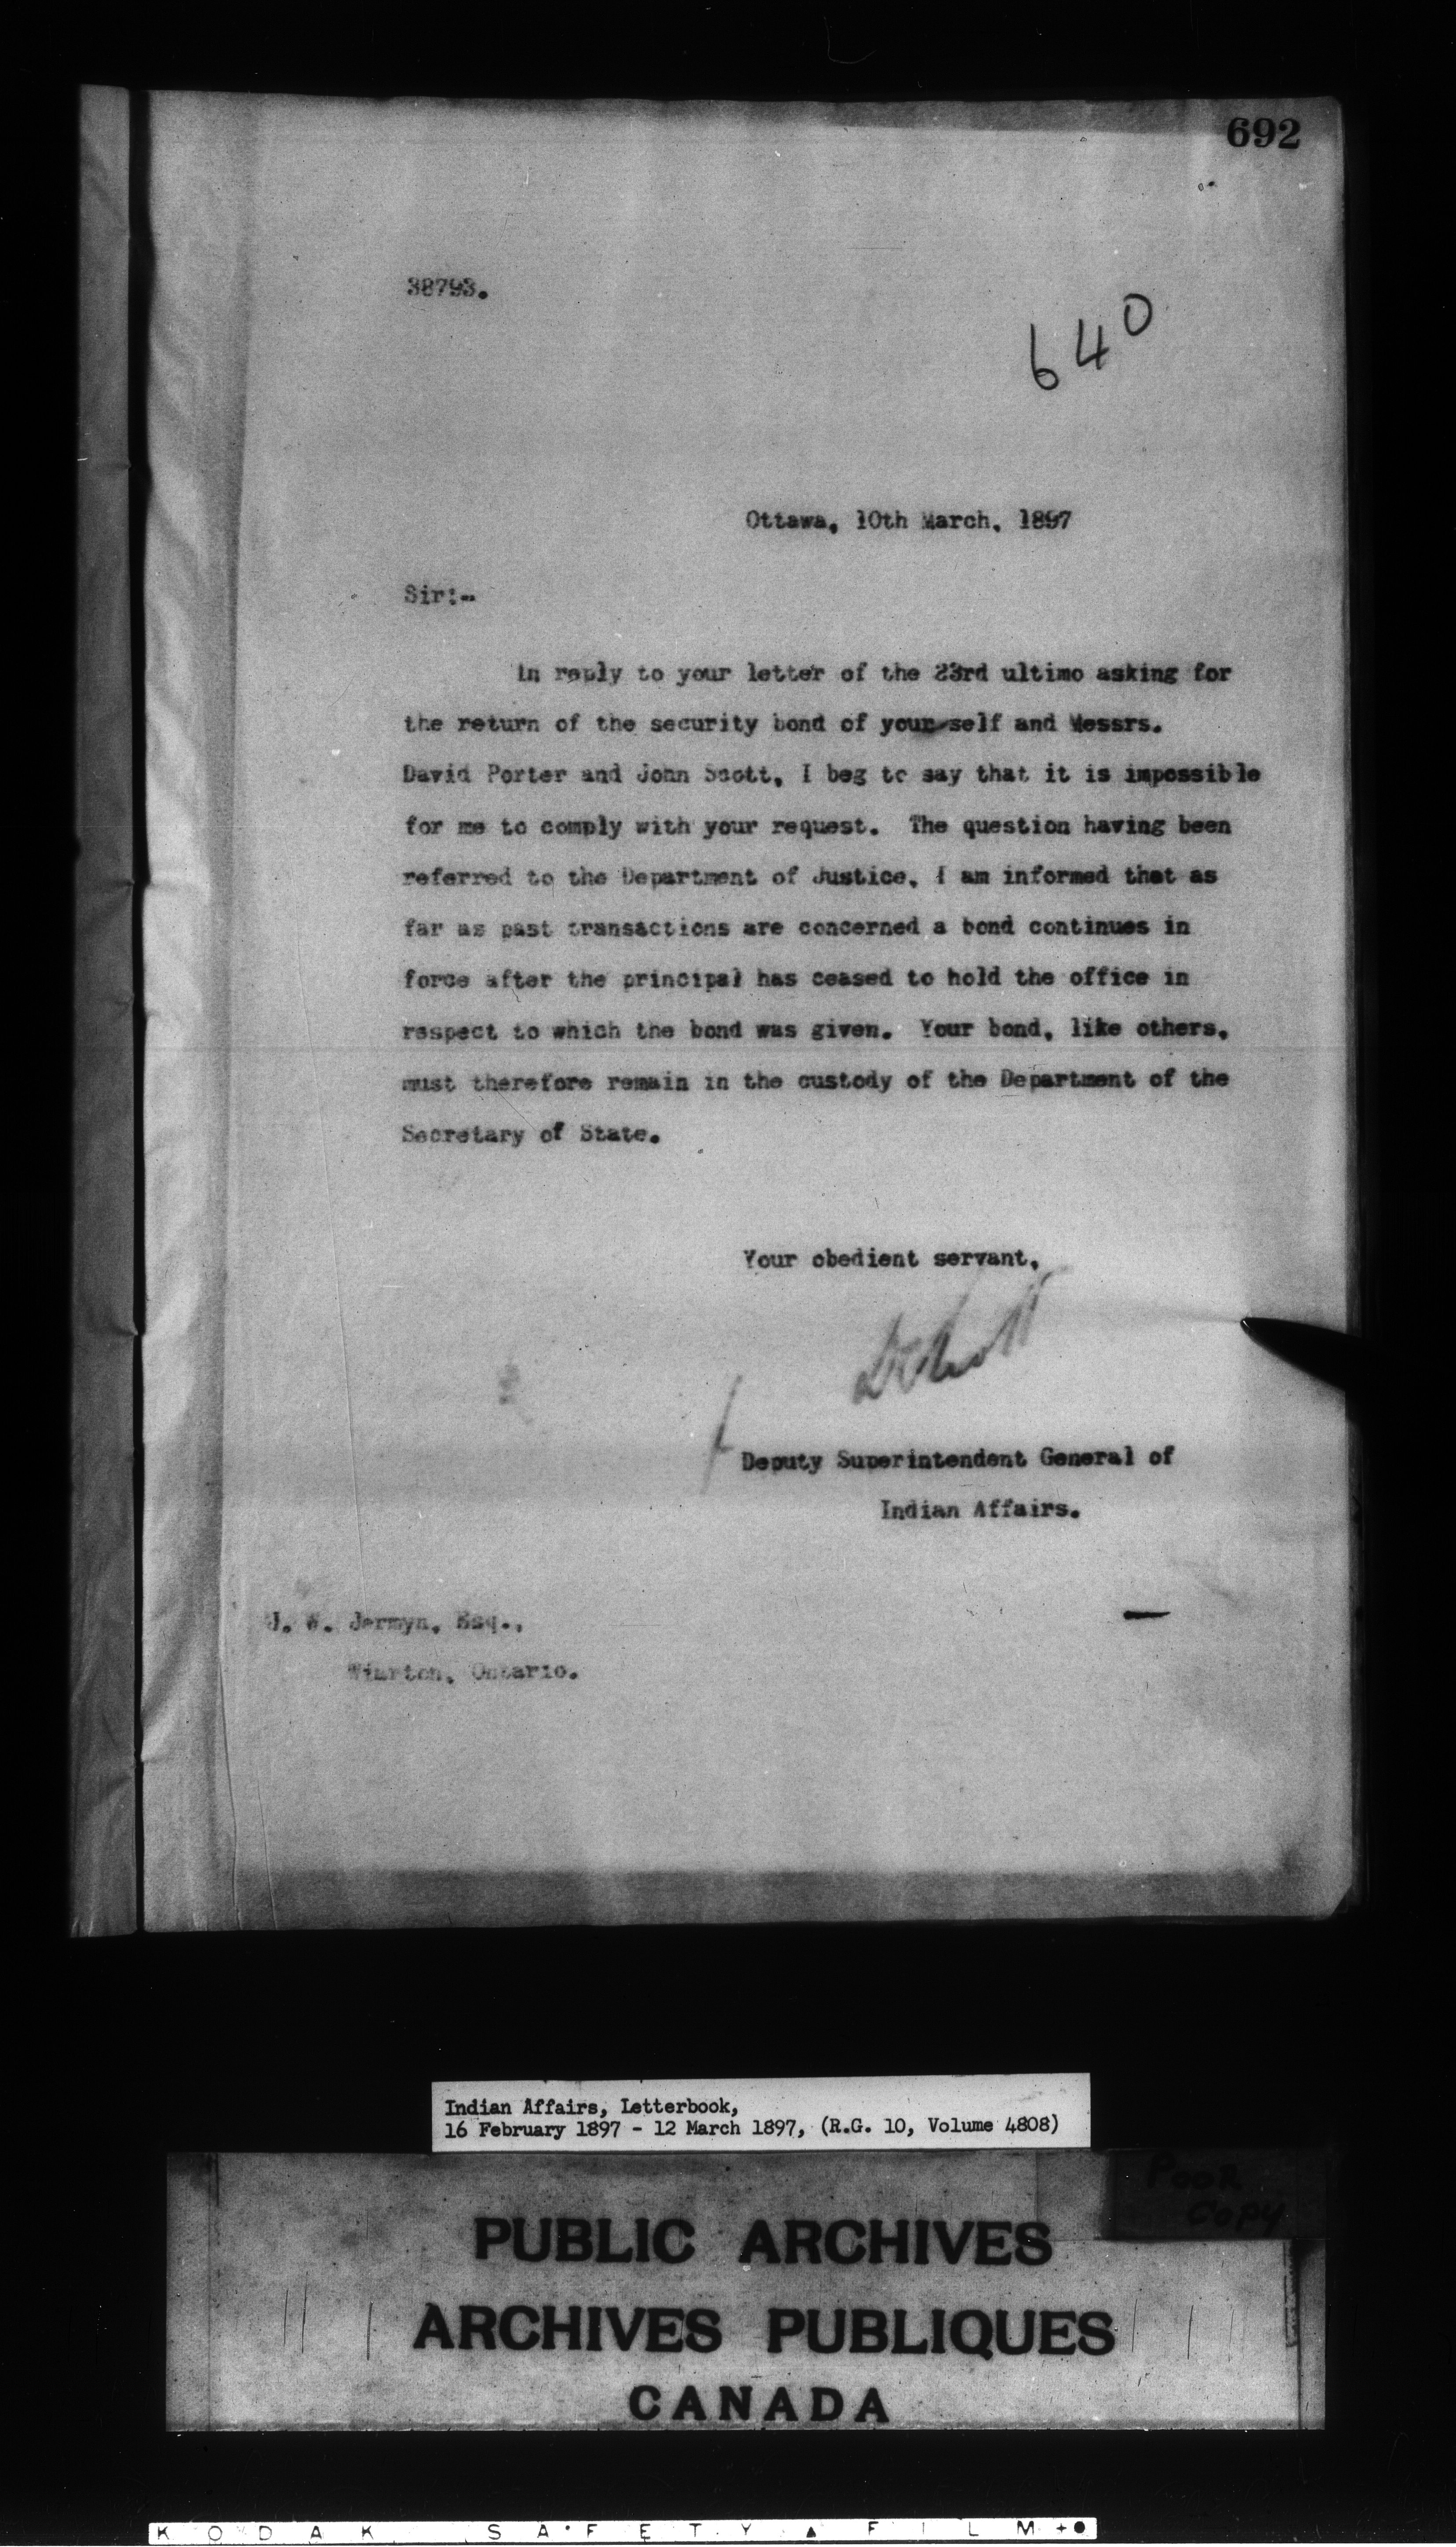 692
38793.
640
Ottawa, 10th March, 1897
Sir:-
In reply to your letter of the 23rd ultimo asking for
the return of the security bond of yourself and Messrs.
David Porter and John Scott, I beg to say that it is impossible
for me to comply with your request. The question having been
referred to the Department of Justice, I am informed that as
far as past transactions are concerned a bond continues in
force after the principal has ceased to hold the office in
respect to which the bond was given. Your bond, like others,
must therefore remain in the custody of the Department of the
Secretary of State.
Your obedient servant,
Deputy Superintendent General of
Indian Affairs.
J. W. Jermyn, Esq.,
Wiarton, Ontario.
Indian Affairs, Letterbook,
16 February 1897 - 12 March 1897, (R.G. 10, Volume 4808)
POOR
COPY
PUBLIC ARCHIVES
ARCHIVES PUBLIQUES
CANADA
KODAK SAFETY ▲ FILM +●